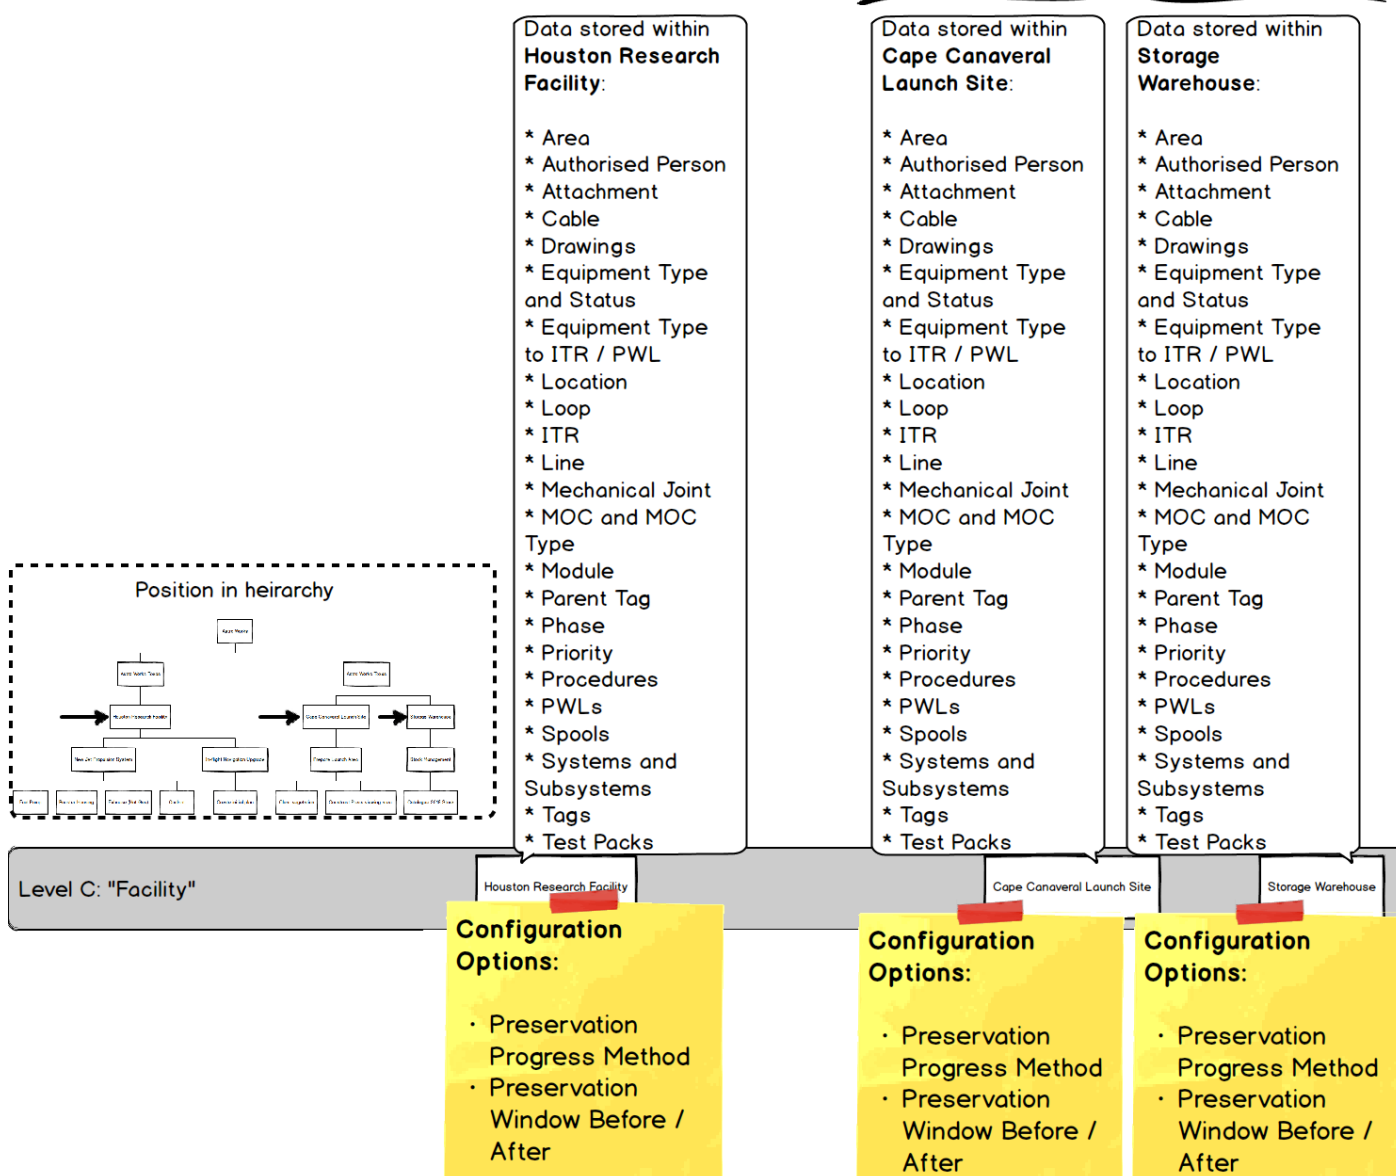 Data stored within
Houston Research
Facility:
* Area
* Authorised Person
* Attachment
* Cable
* Drawings
* Equipment Type
and Status
* Equipment Type
to ITR / PWL
* Location
* Loop
* ITR
* Line
* Mechanical Joint
* MOC and MOC
Type
* Module
* Parent Tag
* Phase
* Priority
* Procedures
* PWLs
* Spools
* Systems and
Subsystems
* Tags
* Test Packs
Data stored within
Cape Canaveral
Launch Site:
* Area
* Authorised Person
* Attachment
* Cable
* Drawings
* Equipment Type
and Status
* Equipment Type
to ITR / PWL
* Location
* Loop
* ITR
* Line
* Mechanical Joint
* MOC and MOC
Type
* Module
* Parent Tag
* Phase
* Priority
* Procedures
* PWLs
* Spools
* Systems and
Subsystems
* Tags
* Test Packs
Data stored within
Storage
Warehouse:
* Area
* Authorised Person
* Attachment
* Cable
* Drawings
* Equipment Type
and Status
* Equipment Type
to ITR / PWL
* Location
* Loop
* ITR
* Line
* Mechanical Joint
* MOC and MOC
Type
* Module
* Parent Tag
* Phase
* Priority
* Procedures
* PWLs
* Spools
* Systems and
Subsystems
* Tags
* Test Packs
Position in heirarchy
Houston Research Facility
Cape Canaveral Launch Site
Storage Warehouse
Level C: "Facility"
Houston Research Facility
Cape Canaveral Launch Site
Storage Warehouse
Configuration
Options:
· Preservation
Progress Method
· Preservation
Window Before /
After
Configuration
Options:
· Preservation
Progress Method
· Preservation
Window Before /
After
Configuration
Options:
· Preservation
Progress Method
· Preservation
Window Before /
After